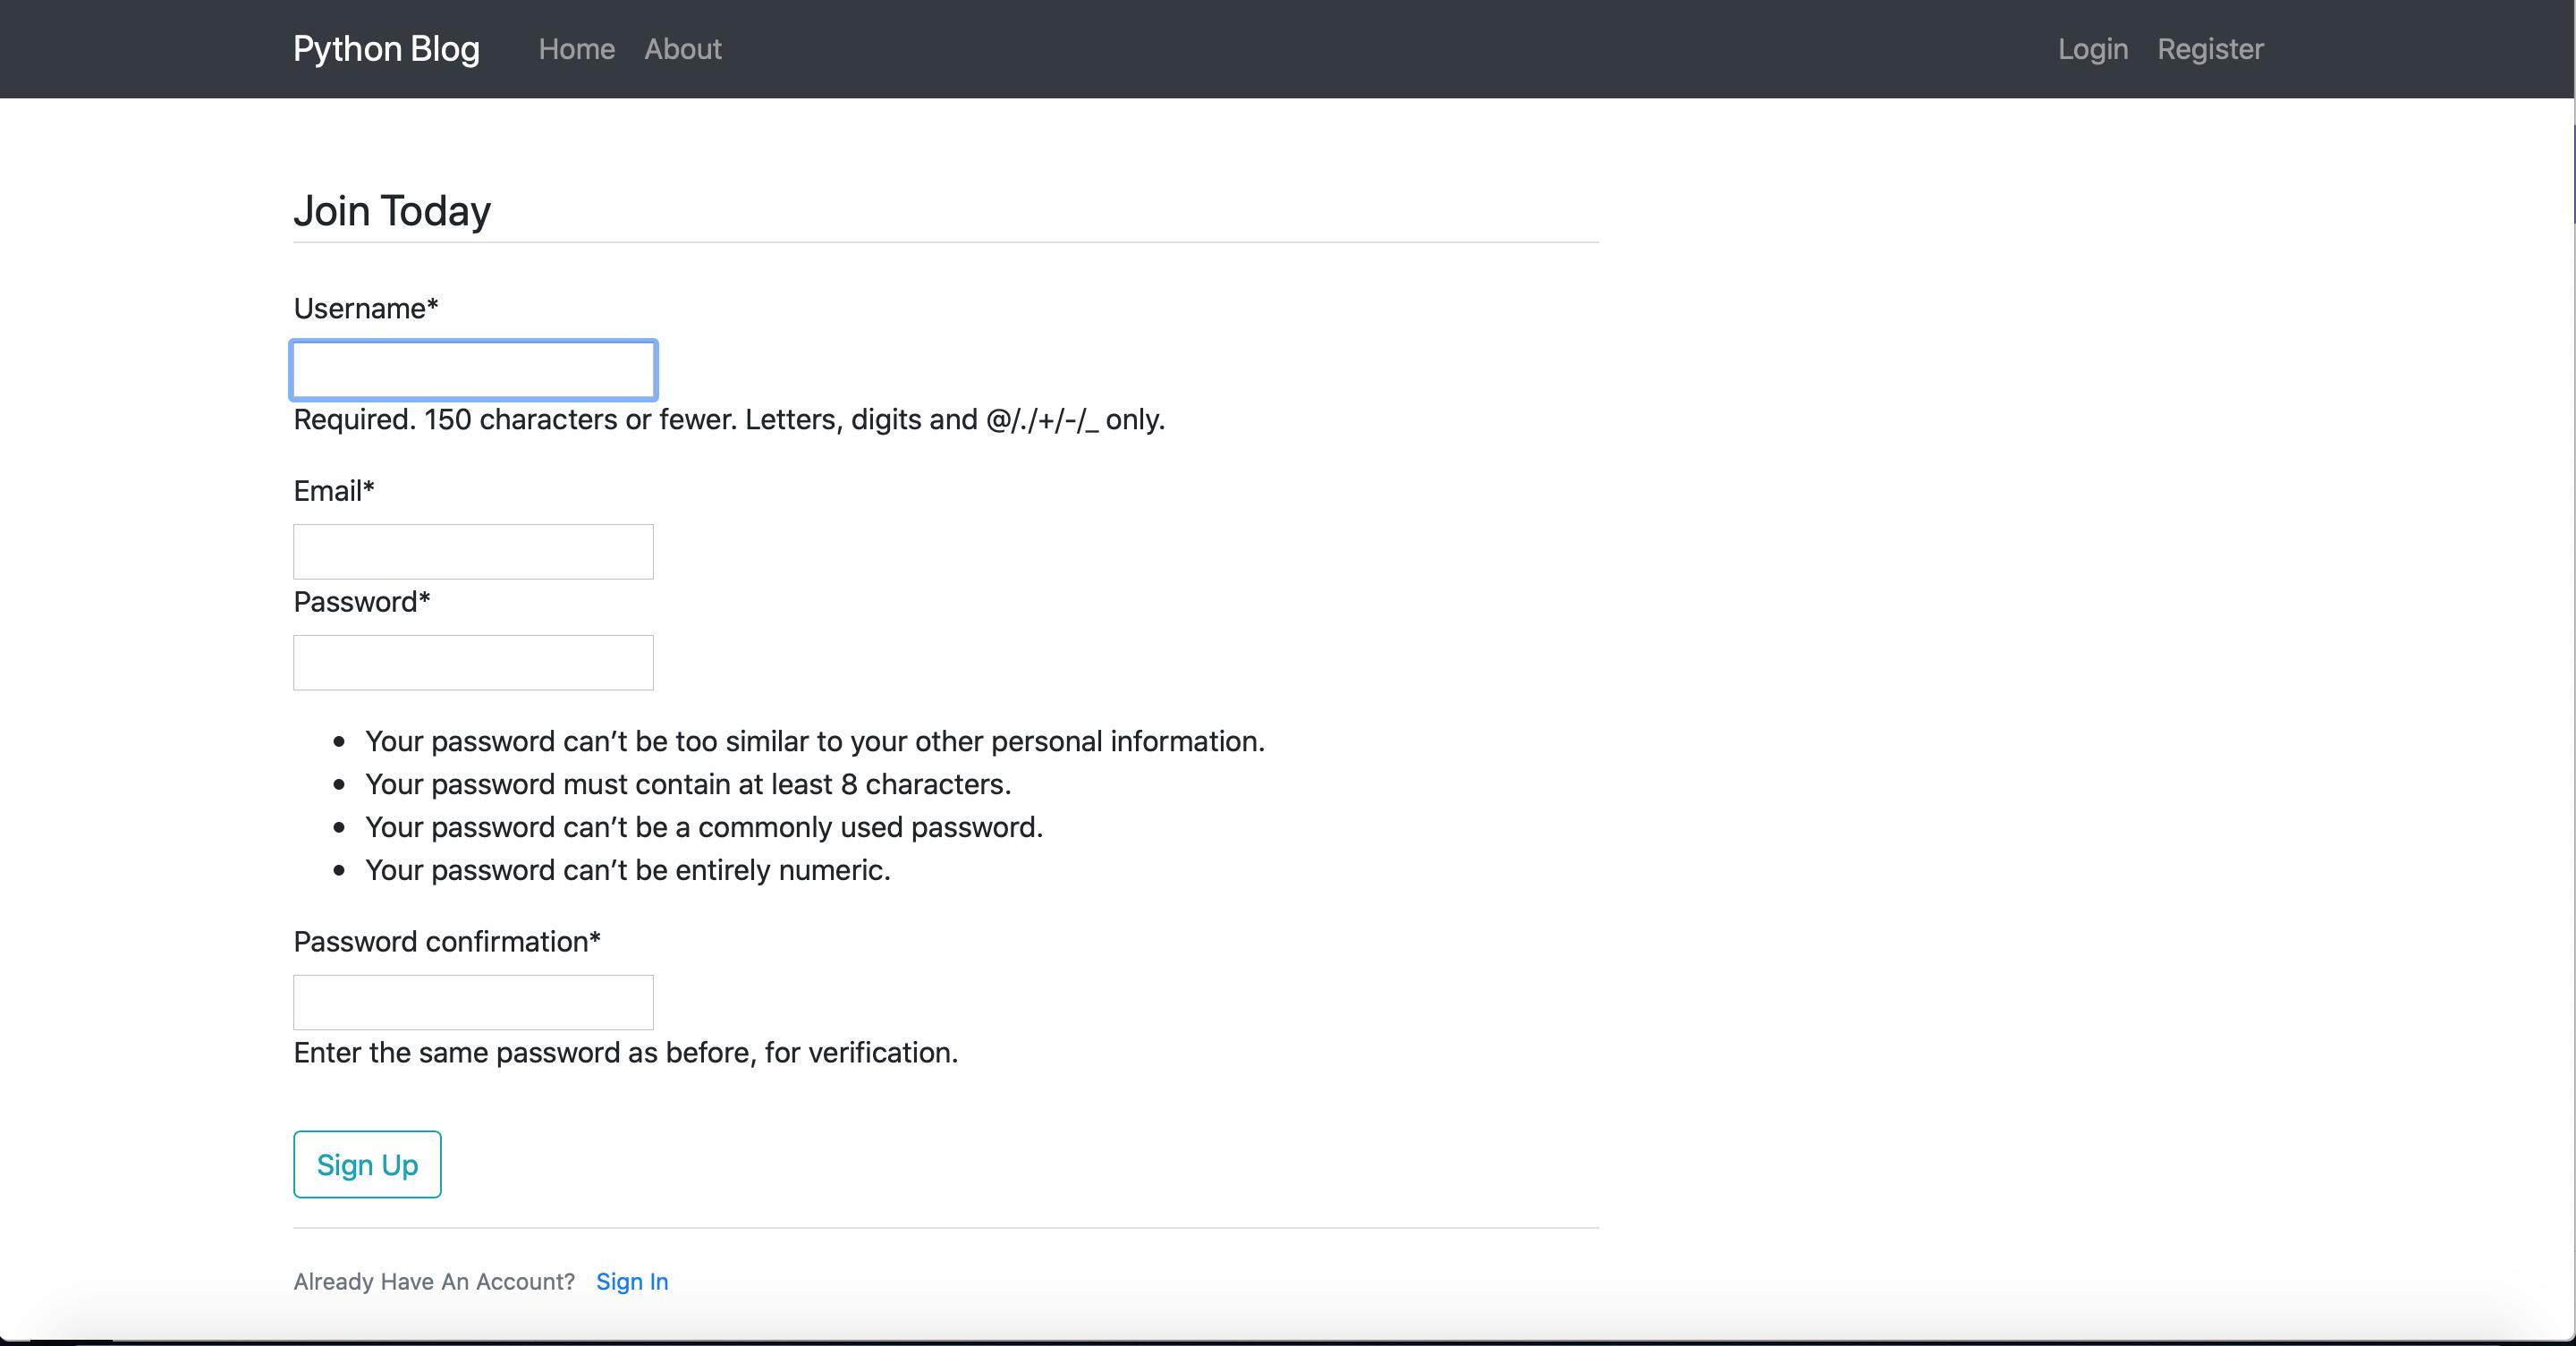 Python Blog Home About Login Register
Join Today
Username*
Required. 150 characters or fewer. Letters, digits and @/./+/-/_ only.
Email*
Password*
• Your password can’t be too similar to your other personal information.
• Your password must contain at least 8 characters.
• Your password can’t be a commonly used password.
• Your password can’t be entirely numeric.
Password confirmation*
Enter the same password as before, for verification.
Sign Up
Already Have An Account? Sign In